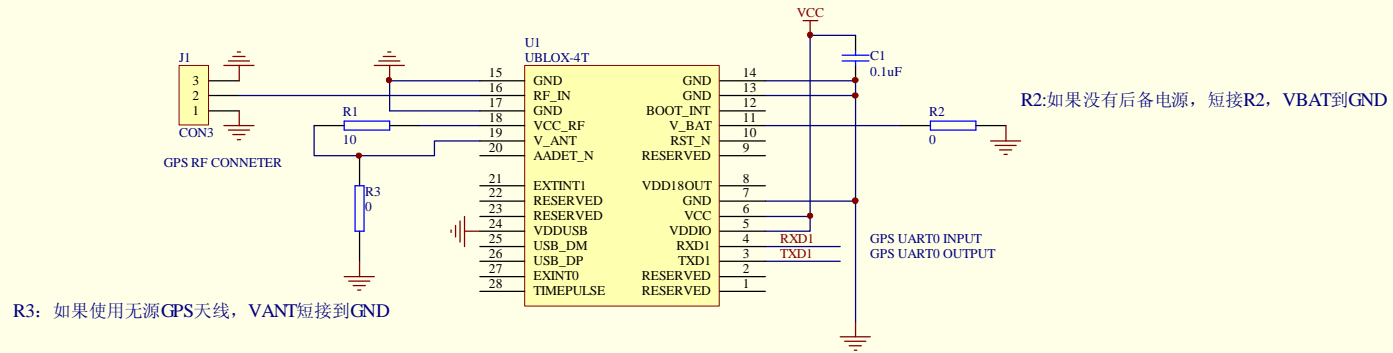 VCC
U1
UBLOX-4T
J1
3
2
1
CON3
GPS RF CONNETER
C1
0.1uF
R1
10
R3
0
15 GND
16 RF_IN
17 GND
18 VCC_RF
19 V_ANT
20 AADET_N
21 EXTINT1
22 RESERVED
23 RESERVED
24 VDDUSB
25 USB_DM
26 USB_DP
27 EXINT0
28 TIMEPULSE
GND 14
GND 13
BOOT_INT 12
V_BAT 11
RST_N 10
RESERVED 9
VDD18OUT 8
GND 7
VCC 6
VDDIO 5
RXD1 4 RXD1
TXD1 3 TXD1
RESERVED 2
RESERVED 1
R2
0
R2:如果没有后备电源，短接R2，VBAT到GND
GPS UART0 INPUT
GPS UART0 OUTPUT
R3：如果使用无源GPS天线，VANT短接到GND